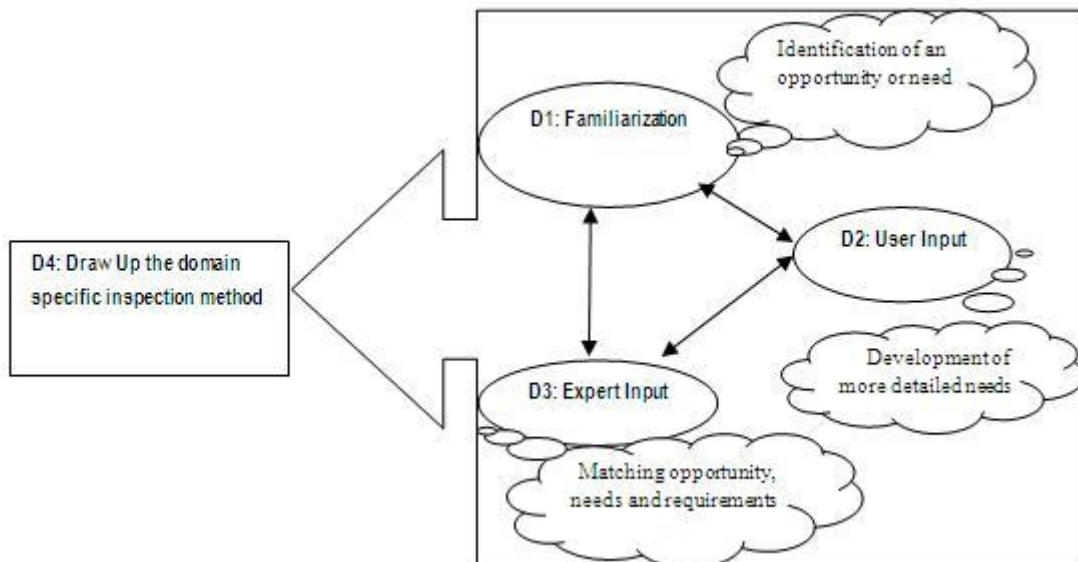 Identification of an
opportunity or need
D1: Familiarization
D2: User Input
D4: Draw Up the domain
specific inspection method
Development of
more detailed needs
D3: Expert Input
Matching opportunity,
needs and requirements